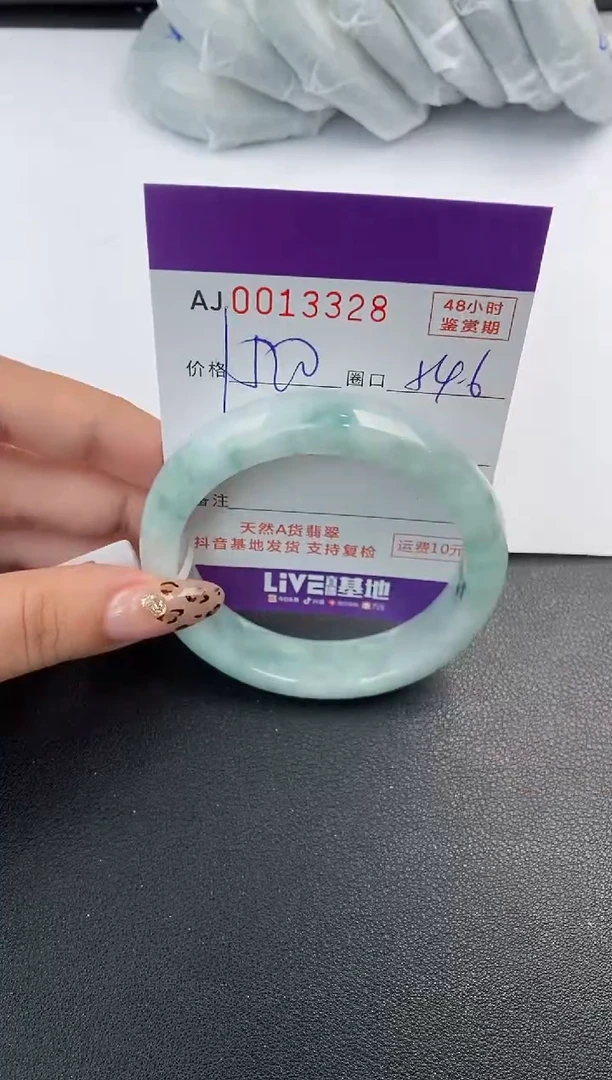 AJ 0013328
48小时
鉴赏期
价格 圈口 54.6
备注
天然A货翡翠
抖音基地发货 支持复检 运费10元
LIVE 基地